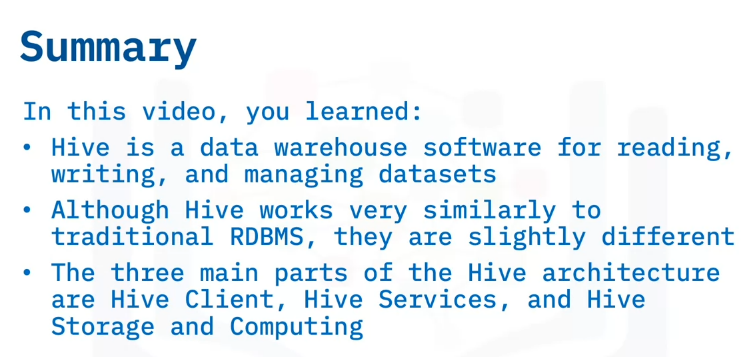 Summary
In this video, you learned:
• Hive is a data warehouse software for reading,
writing, and managing datasets
• Although Hive works very similarly to
traditional RDBMS, they are slightly different
• The three main parts of the Hive architecture
are Hive Client, Hive Services, and Hive
Storage and Computing